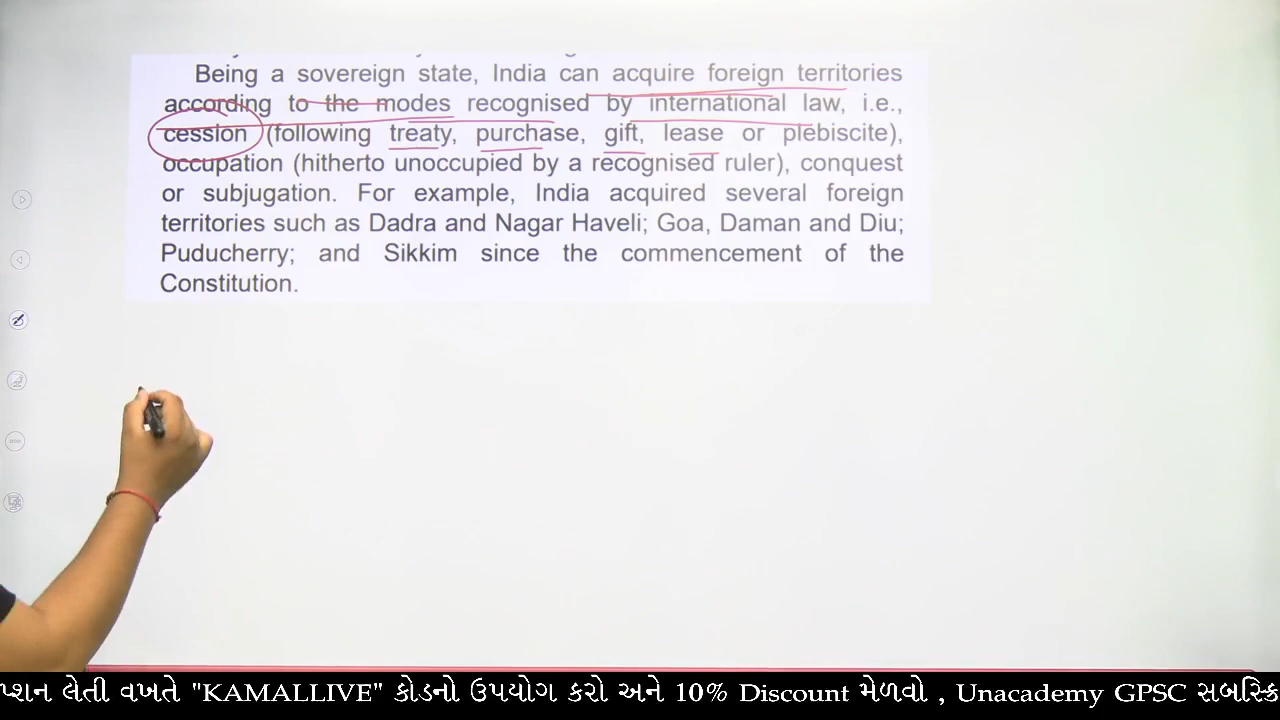 Being a sovereign state, India can acquire foreign territories
according to the modes recognised by international law, i.e.,
cession (following treaty, purchase, gift, lease or plebiscite),
occupation (hitherto unoccupied by a recognised ruler), conquest
or subjugation. For example, India acquired several foreign
territories such as Dadra and Nagar Haveli; Goa, Daman and Diu;
Puducherry; and Sikkim since the commencement of the
Constitution.
પ્શન લેતી વખતે "KAMALLIVE" કોડનો ઉપયોગ કરો અને 10% Discount મેળવો , Unacademy GPSC સબસ્ક્રિ